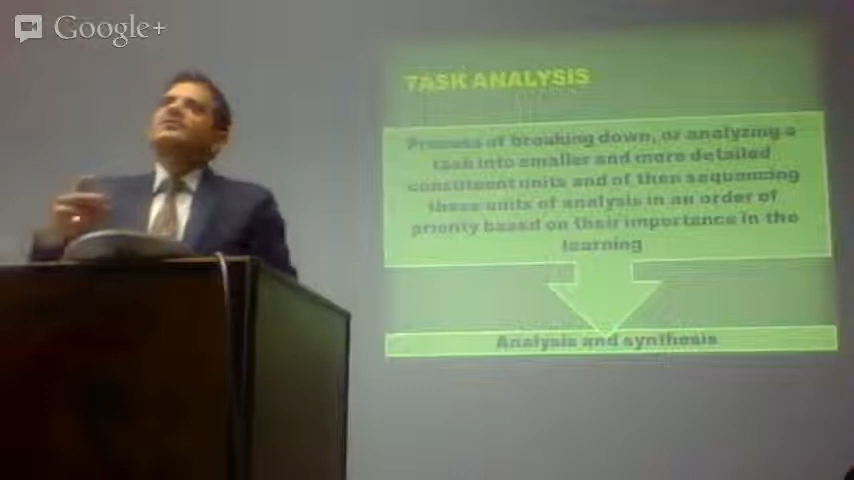 Google+
TASK ANALYSIS
Process of breaking down, or analyzing a
task into smaller and more detailed
constituent units and of then sequencing
these units of analysis in an order of
priority based on their importance in the
learning
Analysis and synthesis